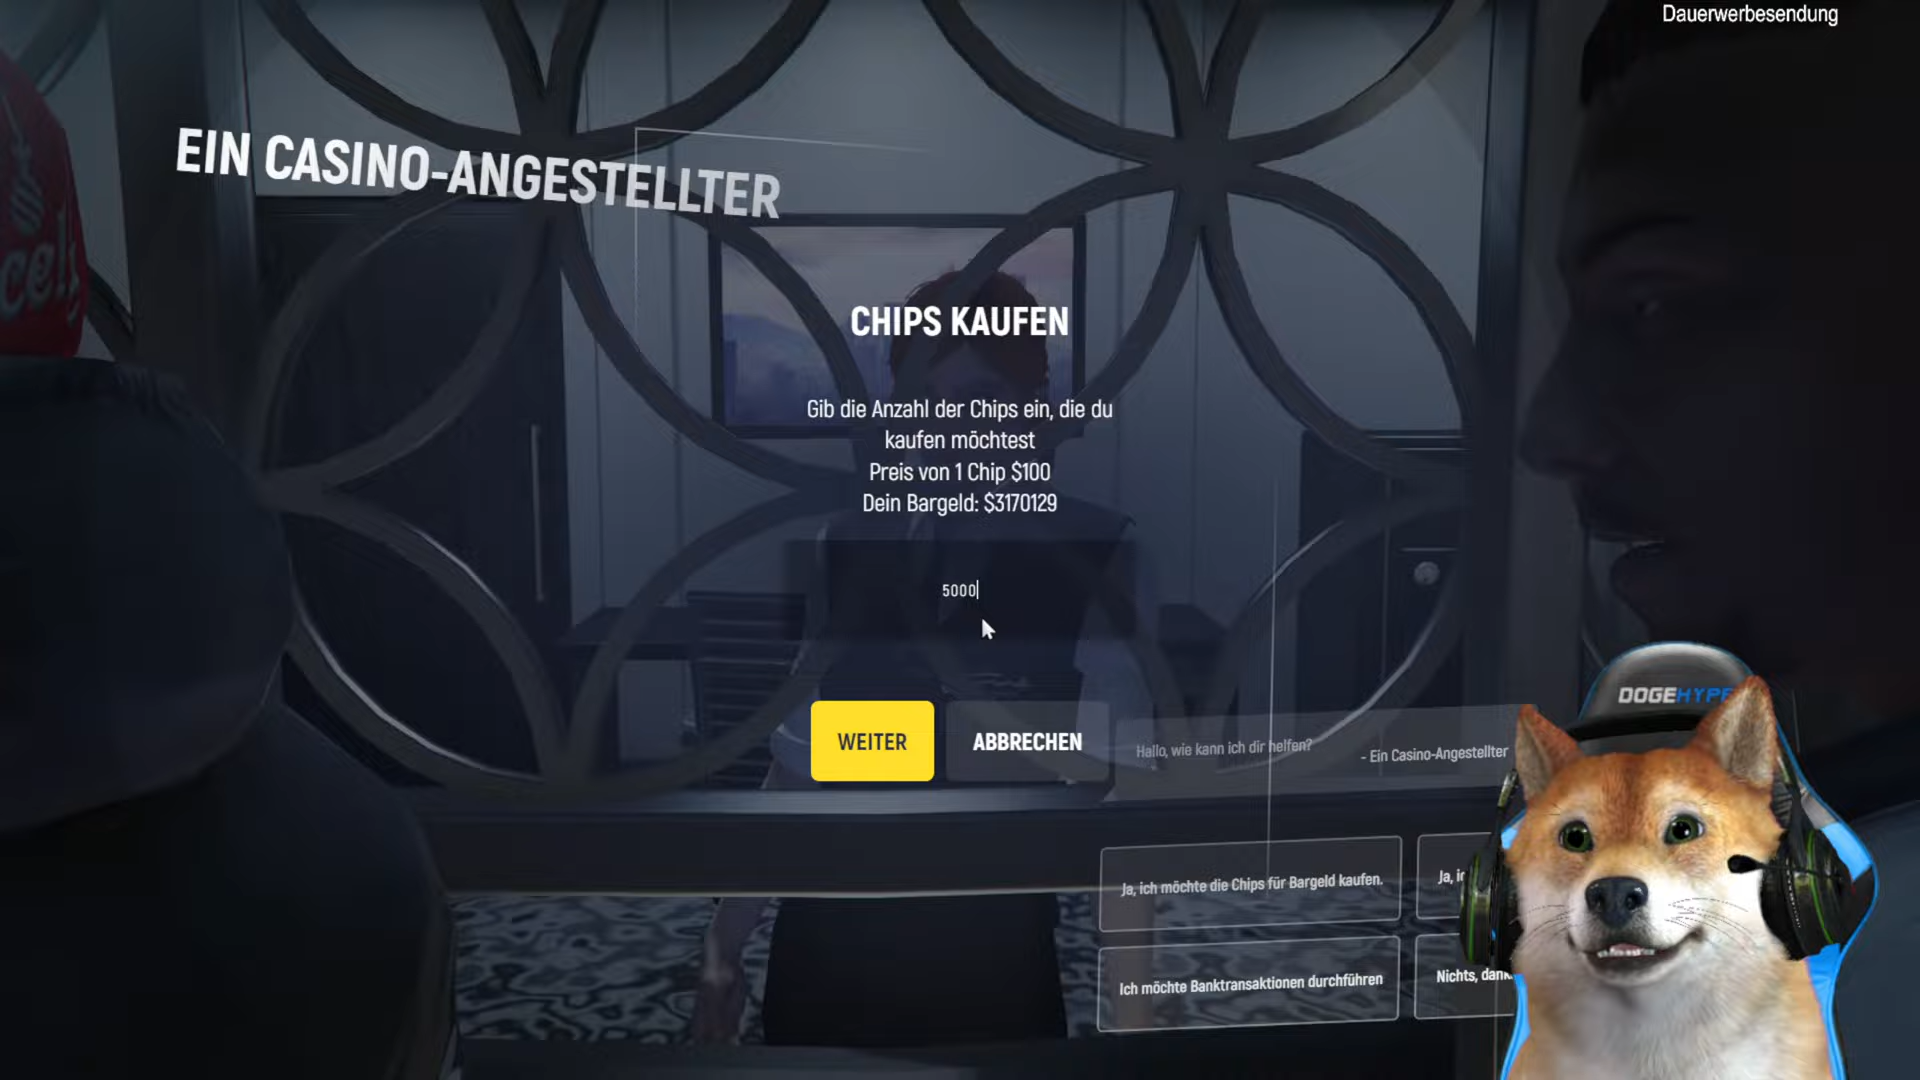 Dauerwerbesendung
EIN CASINO-ANGESTELLTER
CHIPS KAUFEN
Gib die Anzahl der Chips ein, die du
kaufen möchtest
Preis von 1 Chip $100
Dein Bargeld: $3170129
5000
WEITER
ABBRECHEN
Hallo, wie kann ich dir helfen?
- Ein Casino-Angestellter
Ja, ich möchte die Chips für Bargeld kaufen.
Ja,
Ich möchte Banktransaktionen durchführen
Nichts,
DOGEHYPE